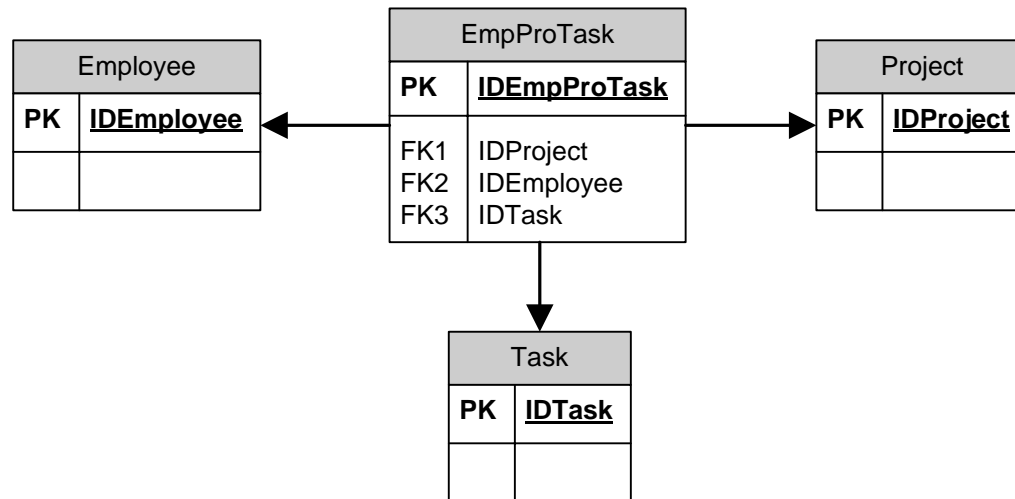 Employee
PK IDEmployee
EmpProTask
PK IDEmpProTask
FK1 IDProject
FK2 IDEmployee
FK3 IDTask
Project
PK IDProject
Task
PK IDTask